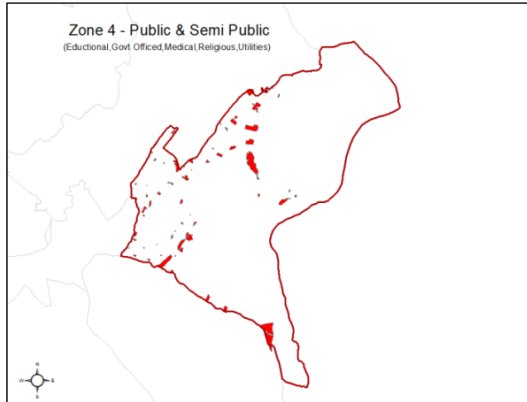 Zone 4 - Public & Semi Public
(Eductional,Govt Officed,Medical,Religious,Utilities)
N
W E
S